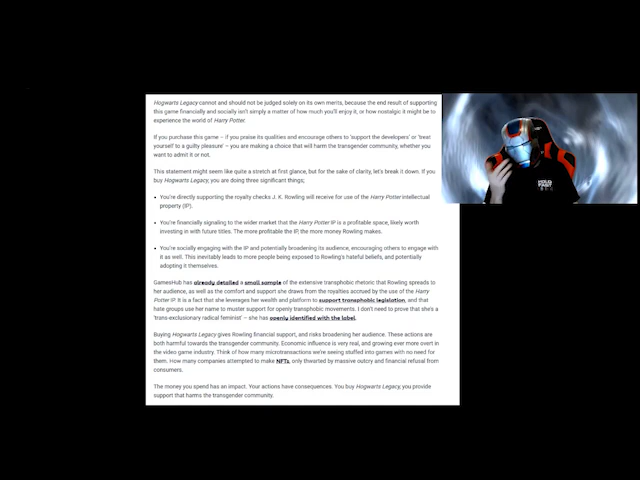 Hogwarts Legacy cannot and should not be judged solely on its own merits, because the end result of supporting
this game financially and socially isn't simply a matter of how much you'll enjoy it, or how nostalgic it might be to
experience the world of Harry Potter.
If you purchase this game – if you praise its qualities and encourage others to 'support the developers' or 'treat
yourself to a guilty pleasure' – you are making a choice that will harm the transgender community, whether you
want to admit it or not.
This statement might seem like quite a stretch at first glance, but for the sake of clarity, let's break it down. If you
buy Hogwarts Legacy, you are doing three significant things;
• You're directly supporting the royalty checks J. K. Rowling will receive for use of the Harry Potter intellectual
property (IP).
• You're financially signaling to the wider market that the Harry Potter IP is a profitable space, likely worth
investing in with future titles. The more profitable the IP, the more money Rowling makes.
• You're socially engaging with the IP and potentially broadening its audience, encouraging others to engage with
it as well. This inevitably leads to more people being exposed to Rowling's hateful beliefs, and potentially
adopting it themselves.
GamesHub has already detailed a small sample of the extensive transphobic rhetoric that Rowling spreads to
her audience, as well as the comfort and support she draws from the royalties accrued by the use of the Harry
Potter IP. It is a fact that she leverages her wealth and platform to support transphobic legislation, and that
hate groups use her name to muster support for openly transphobic movements. I don't need to prove that she's a
'trans-exclusionary radical feminist' – she has openly identified with the label.
Buying Hogwarts Legacy gives Rowling financial support, and risks broadening her audience. These actions are
both harmful towards the transgender community. Economic influence is very real, and growing ever more overt in
the video game industry. Think of how many microtransactions we're seeing stuffed into games with no need for
them. How many companies attempted to make NFTs, only thwarted by massive outcry and financial refusal from
consumers.
The money you spend has an impact. Your actions have consequences. You buy Hogwarts Legacy, you provide
support that harms the transgender community.
HOLD
FAST